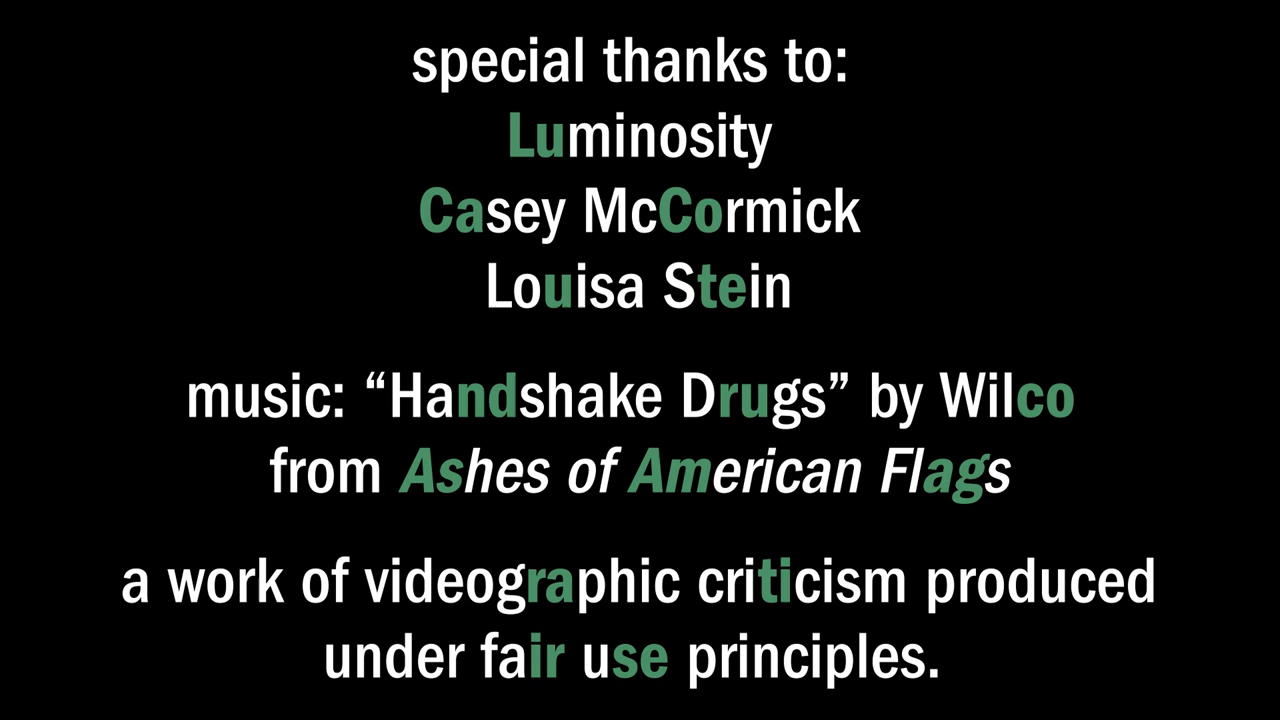 special thanks to:
Luminosity
Casey McCormick
Louisa Stein
music: “Handshake Drugs” by Wilco
from Ashes of American Flags
a work of videographic criticism produced
under fair use principles.